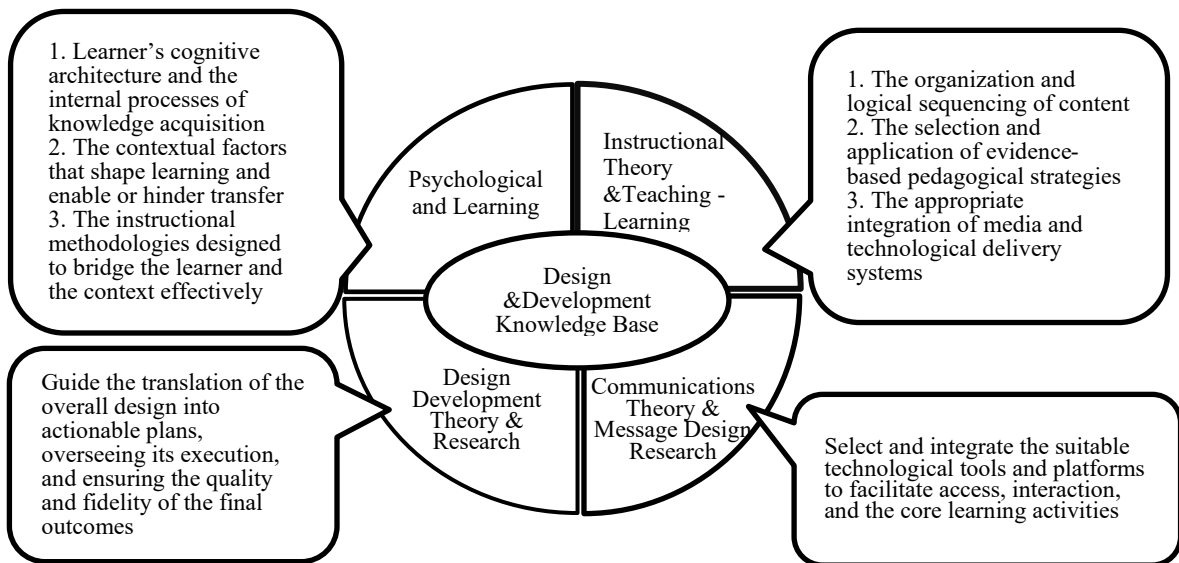 1. Learner's cognitive
architecture and the
internal processes of
knowledge acquisition
2. The contextual factors
that shape learning and
enable or hinder transfer
3. The instructional
methodologies designed
to bridge the learner and
the context effectively
Psychological
and Learning
Instructional
Theory
&Teaching -
Learning
1. The organization and
logical sequencing of content
2. The selection and
application of evidence-
based pedagogical strategies
3. The appropriate
integration of media and
technological delivery
systems
Design
&Development
Knowledge Base
Guide the translation of the
overall design into
actionable plans,
overseeing its execution,
and ensuring the quality
and fidelity of the final
outcomes
Design
Development
Theory &
Research
Communications
Theory &
Message Design
Research
Select and integrate the suitable
technological tools and platforms
to facilitate access, interaction,
and the core learning activities